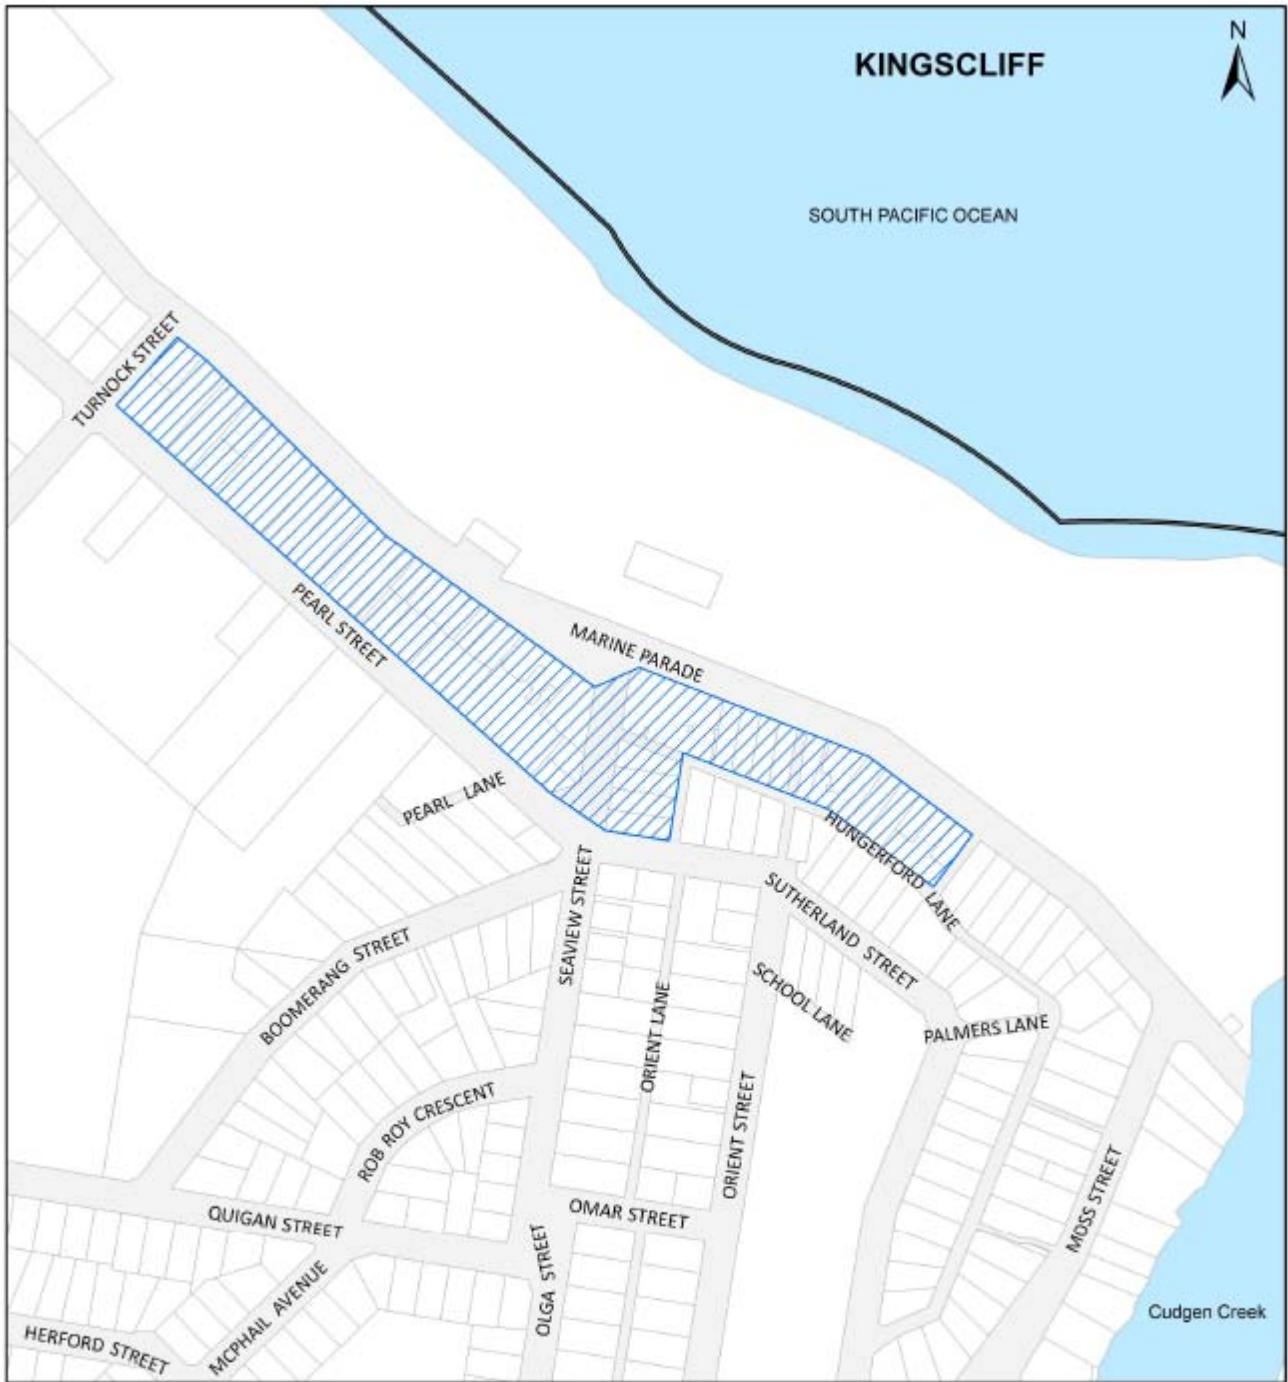 N
KINGSCLIFF
SOUTH PACIFIC OCEAN
TURNOCK STREET
PEARL STREET
MARINE PARADE
PEARL LANE
HUNGERFORD LANE
SEAVIEW STREET
SUTHERLAND STREET
BOOMERANG STREET
SCHOOL LANE
ORIENT LANE
PALMERS LANE
ROB ROY CRESCENT
ORIENT STREET
MOSS STREET
QUIGAN STREET
OMAR STREET
OLGA STREET
MCPHAIL AVENUE
HERFORD STREET
Cudgen Creek